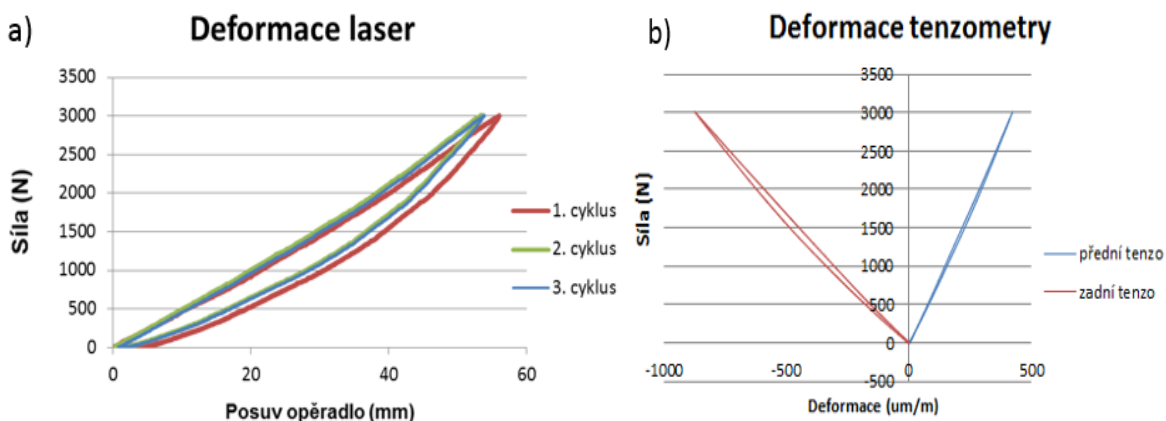 a)
Deformace laser
3500
3000
2500
2000
1500
1000
500
0
0 20 40 60
Síla (N)
Posuv opěradlo (mm)
1. cyklus
2. cyklus
3. cyklus
b)
Deformace tenzometry
3500
3000
2500
2000
1500
1000
500
0
-500
-1000 -500 0 500
Síla (N)
Deformace (um/m)
přední tenzo
zadní tenzo